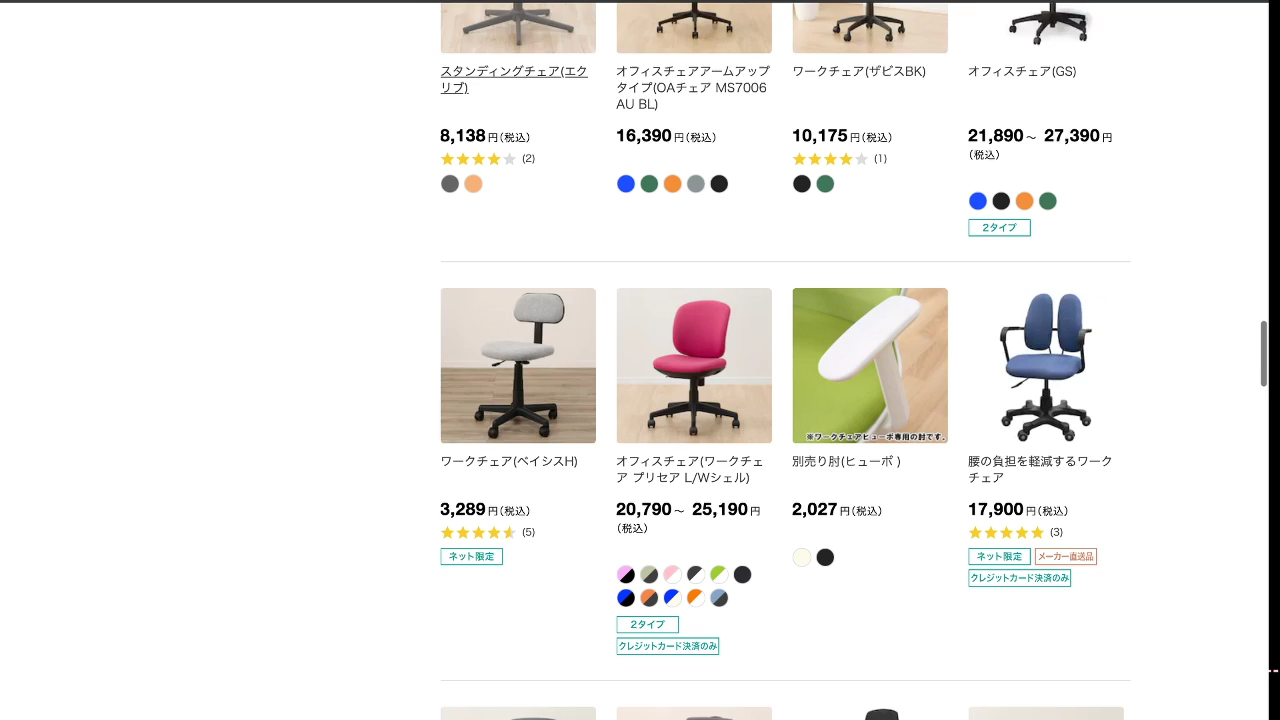 スタンディングチェア(エク
リブ)
8,138円(税込)
(2)
オフィスチェアアームアップ
タイプ(OAチェア MS7006
AU BL)
16,390円(税込)
ワークチェア(ザビスBK)
10,175円(税込)
(1)
オフィスチェア(GS)
21,890～ 27,390円
(税込)
2タイプ
ワークチェア(ベイシスH)
3,289円(税込)
(5)
ネット限定
オフィスチェア(ワークチェ
ア プリセア L/Wシェル)
20,790～ 25,190円
(税込)
2タイプ
クレジットカード決済のみ
※ワークチェアヒューボ専用の肘です。
別売り肘(ヒューボ )
2,027円(税込)
腰の負担を軽減するワーク
チェア
17,900円(税込)
(3)
ネット限定 メーカー直送品
クレジットカード決済のみ